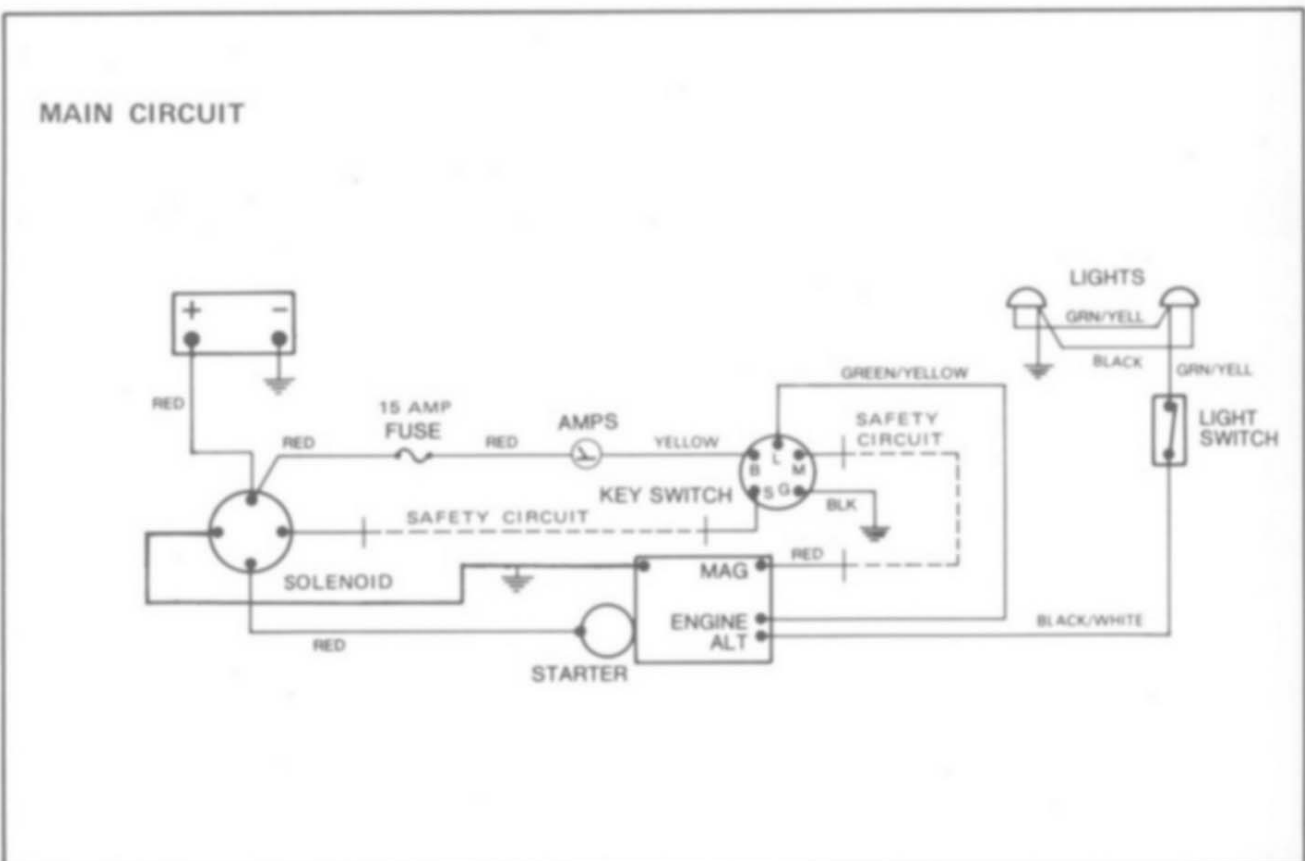 MAIN CIRCUIT
LIGHTS
+ −
GRN/YELL
BLACK
GRN/YELL
GREEN/YELLOW
RED
15 AMP
FUSE
AMPS
SAFETY
CIRCUIT
LIGHT
SWITCH
RED
RED
YELLOW
B L M
S G
KEY SWITCH
BLK
SAFETY CIRCUIT
SOLENOID
MAG
RED
ENGINE
ALT
BLACK/WHITE
RED
STARTER